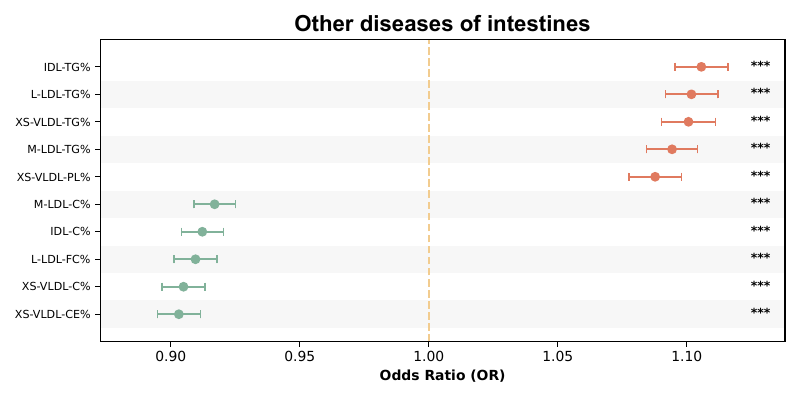 Other diseases of intestines
IDL-TG% ***
L-LDL-TG% ***
XS-VLDL-TG% ***
M-LDL-TG% ***
XS-VLDL-PL% ***
M-LDL-C% ***
IDL-C% ***
L-LDL-FC% ***
XS-VLDL-C% ***
XS-VLDL-CE% ***
0.90 0.95 1.00 1.05 1.10
Odds Ratio (OR)